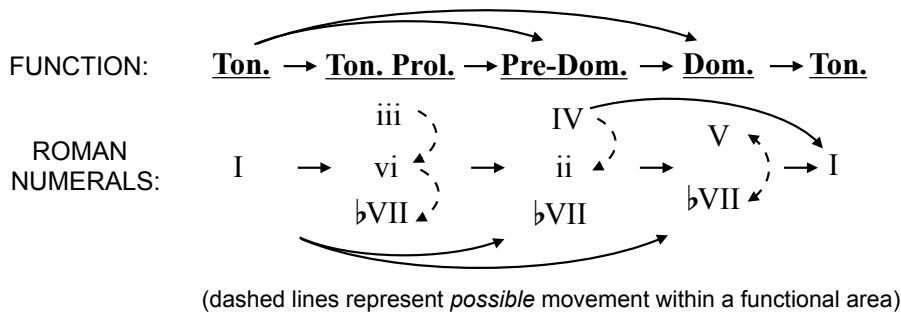 FUNCTION: Ton. Ton. Prol. Pre-Dom. Dom. Ton.
iii IV
V
ROMAN
NUMERALS: I vi ii I
♭VII ♭VII ♭VII
(dashed lines represent possible movement within a functional area)